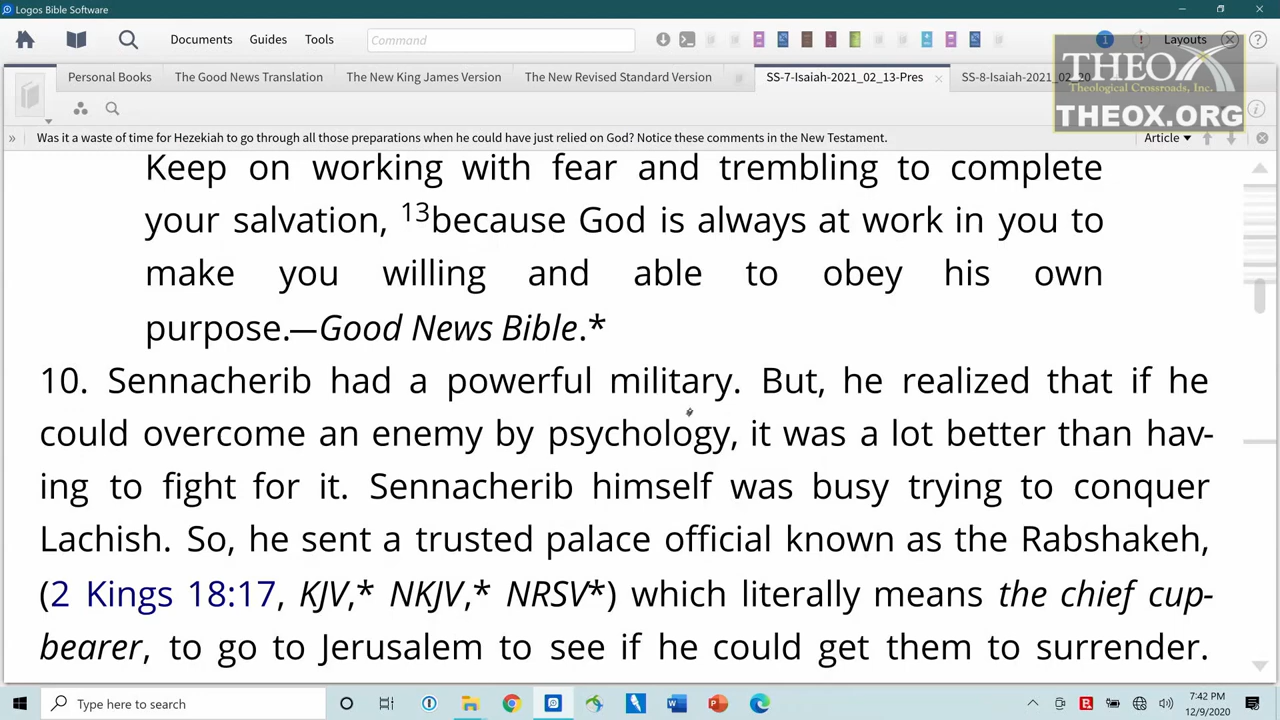 Logos Bible Software
Documents Guides Tools Command Layouts
Personal Books The Good News Translation The New King James Version The New Revised Standard Version SS-7-Isaiah-2021_02_13-Pres SS-8-Isaiah-2021_02_20
THEOX
Theological Crossroads, Inc.
THEOX.ORG
» Was it a waste of time for Hezekiah to go through all those preparations when he could have just relied on God? Notice these comments in the New Testament. Article
Keep on working with fear and trembling to complete
your salvation, 13because God is always at work in you to
make you willing and able to obey his own
purpose.—Good News Bible.*
10. Sennacherib had a powerful military. But, he realized that if he
could overcome an enemy by psychology, it was a lot better than hav-
ing to fight for it. Sennacherib himself was busy trying to conquer
Lachish. So, he sent a trusted palace official known as the Rabshakeh,
(2 Kings 18:17, KJV,* NKJV,* NRSV*) which literally means the chief cup-
bearer, to go to Jerusalem to see if he could get them to surrender.
Type here to search
7:42 PM
12/9/2020